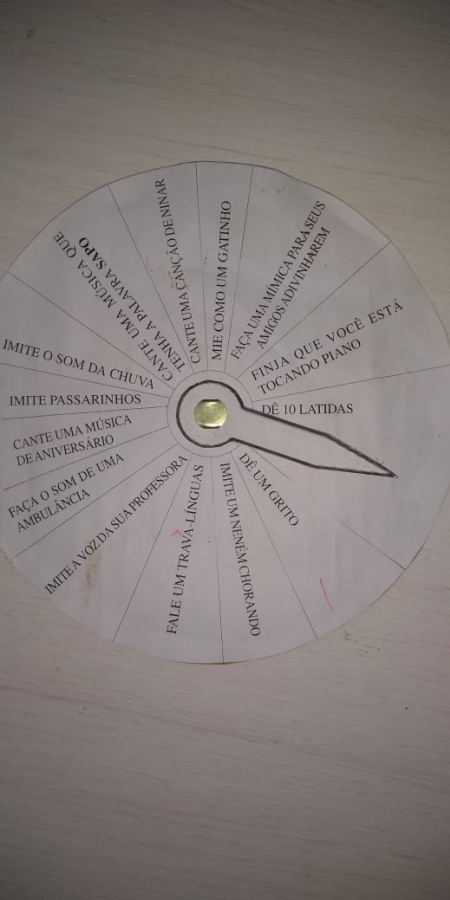 CANTE UMA MÚSICA QUE
TENHA A PALAVRA SAPO
CANTE UMA CANÇÃO DE NINAR
MIE COMO UM GATINHO
FAÇA UMA MÍMICA PARA SEUS
AMIGOS ADIVINHAREM
FINJA QUE VOCÊ ESTÁ
TOCANDO PIANO
DÊ 10 LATIDAS
DÊ UM GRITO
IMITE UM NENÉM CHORANDO
FALE UM TRAVA-LÍNGUAS
IMITE A VOZ DA SUA PROFESSORA
FAÇA O SOM DE UMA
AMBULÂNCIA
CANTE UMA MÚSICA
DE ANIVERSÁRIO
IMITE PASSARINHOS
IMITE O SOM DA CHUVA